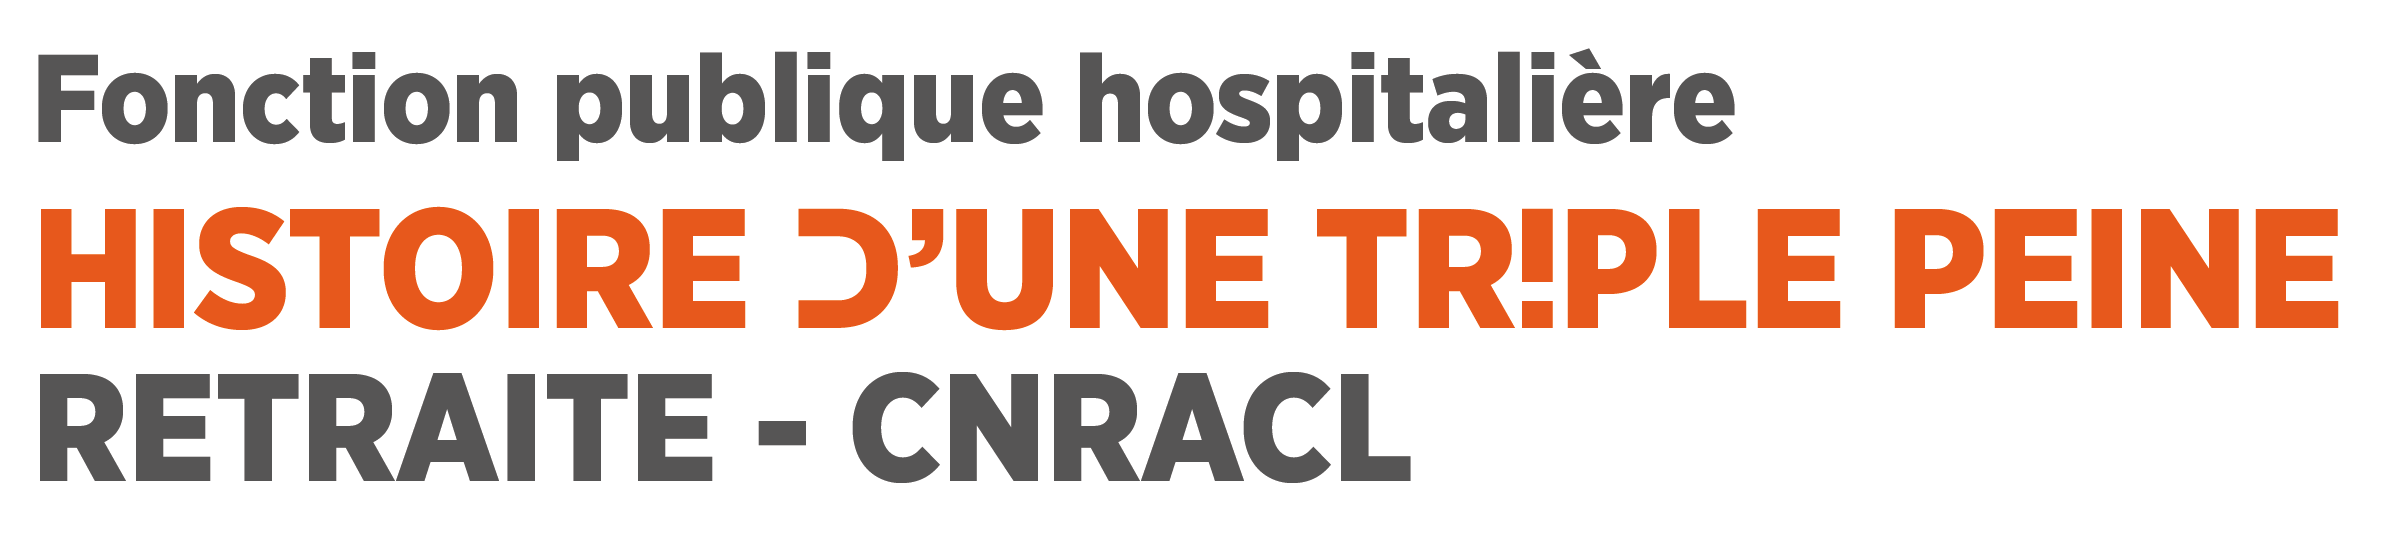 Fonction publique hospitalière
HISTOIRE D’UNE TR!PLE PEINE
RETRAITE - CNRACL